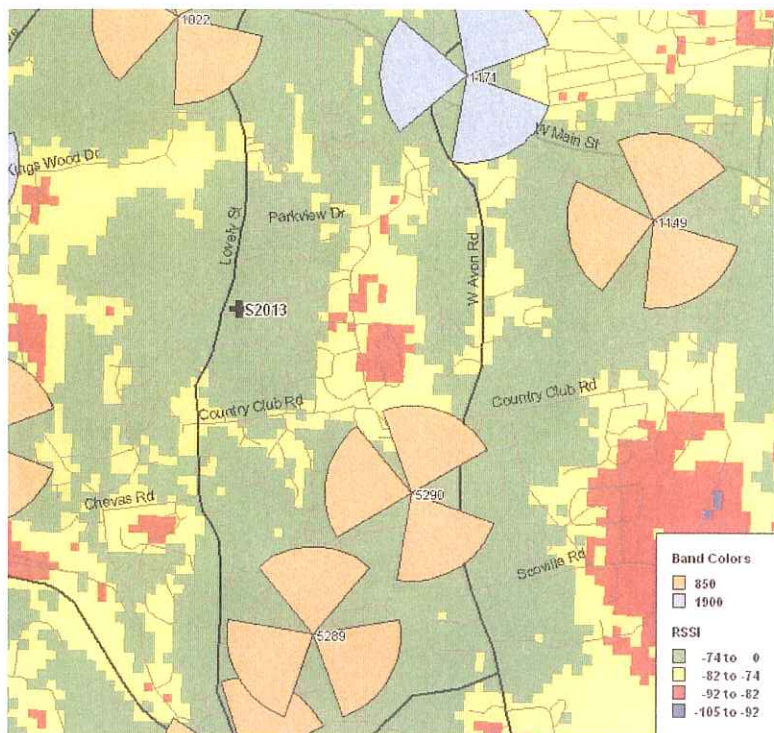 1022
1171
W Main St
Kings Wood Dr
Lovely St
Parkview Dr
1149
W Avon Rd
S2013
Country Club Rd
Country Club Rd
5290
Chevas Rd
Scoville Rd
5289
Band Colors
850
1900
RSSI
-74 to 0
-82 to -74
-92 to -82
-105 to -92